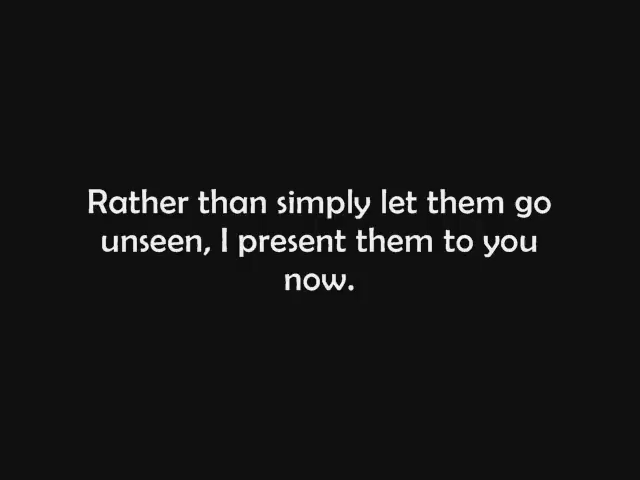 Rather than simply let them go
unseen, I present them to you
now.